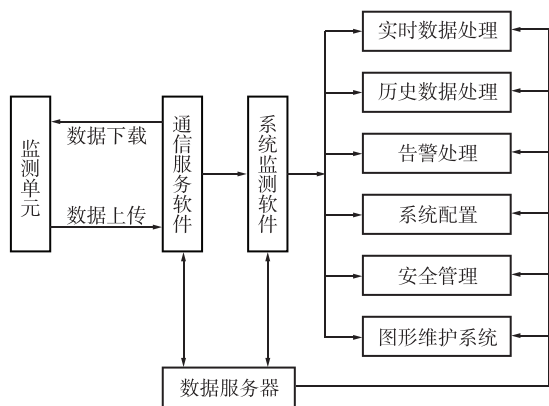 监测单元
数据下载
数据上传
通信服务软件
系统监测软件
实时数据处理
历史数据处理
告警处理
系统配置
安全管理
图形维护系统
数据服务器